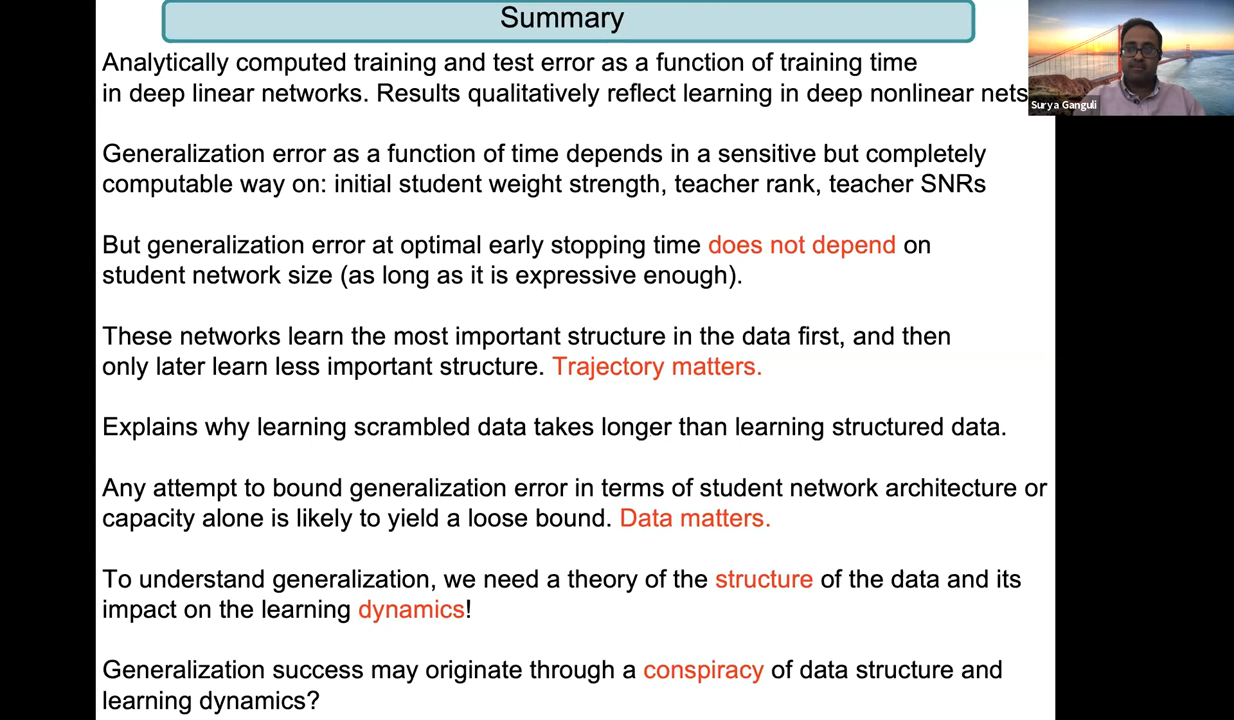 Summary
Analytically computed training and test error as a function of training time
in deep linear networks. Results qualitatively reflect learning in deep nonlinear nets
Surya Ganguli
Generalization error as a function of time depends in a sensitive but completely
computable way on: initial student weight strength, teacher rank, teacher SNRs
But generalization error at optimal early stopping time does not depend on
student network size (as long as it is expressive enough).
These networks learn the most important structure in the data first, and then
only later learn less important structure. Trajectory matters.
Explains why learning scrambled data takes longer than learning structured data.
Any attempt to bound generalization error in terms of student network architecture or
capacity alone is likely to yield a loose bound. Data matters.
To understand generalization, we need a theory of the structure of the data and its
impact on the learning dynamics!
Generalization success may originate through a conspiracy of data structure and
learning dynamics?